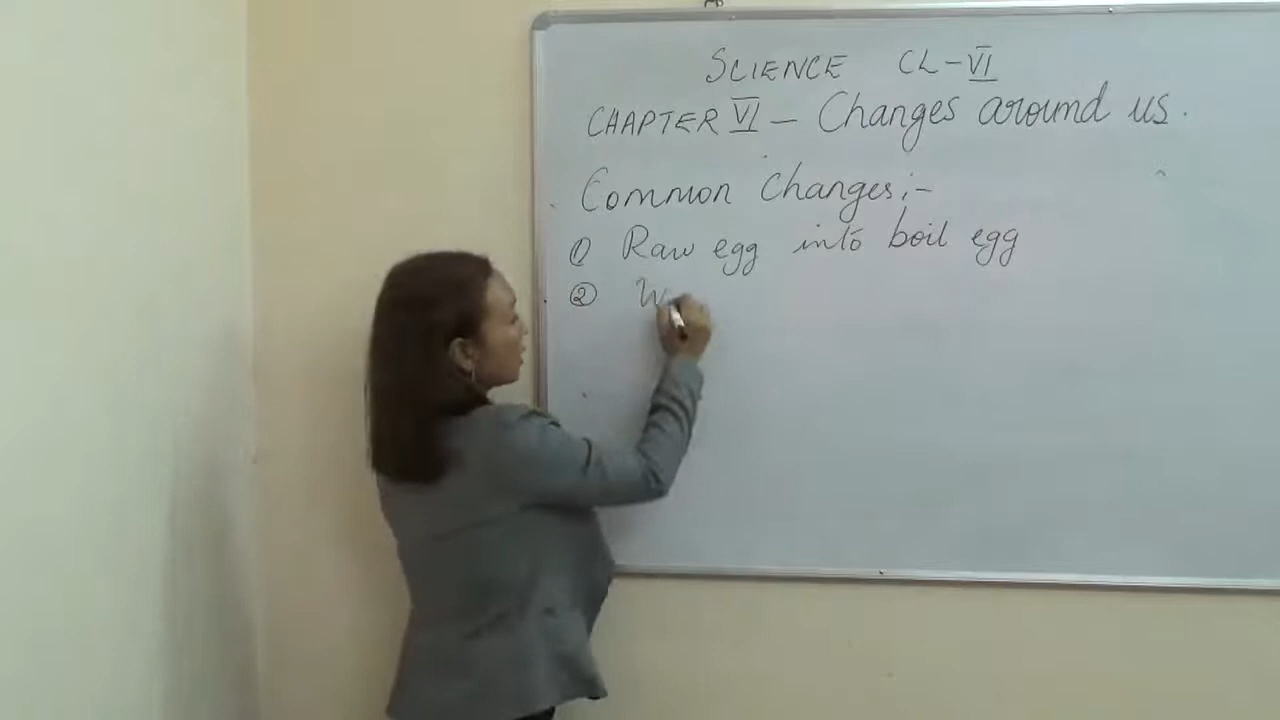 SCIENCE CL-VI
CHAPTER VI - Changes around us.
Common changes:-
① Raw egg into boil egg
② W